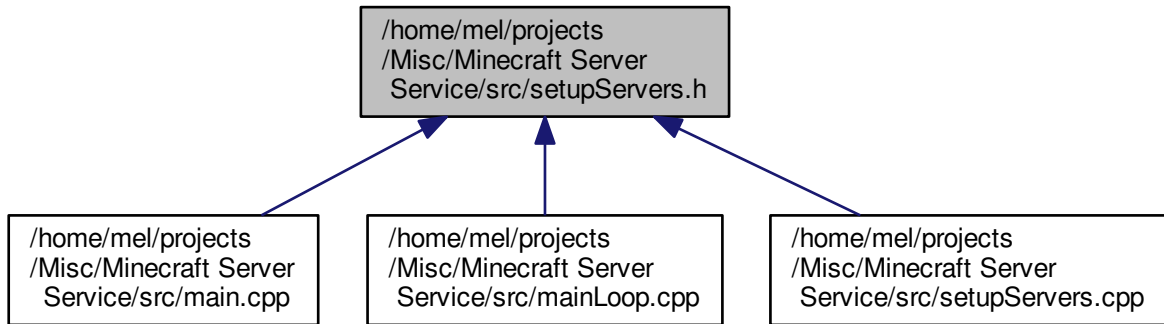 /home/mel/projects
/Misc/Minecraft Server
Service/src/setupServers.h
/home/mel/projects
/Misc/Minecraft Server
Service/src/main.cpp
/home/mel/projects
/Misc/Minecraft Server
Service/src/mainLoop.cpp
/home/mel/projects
/Misc/Minecraft Server
Service/src/setupServers.cpp